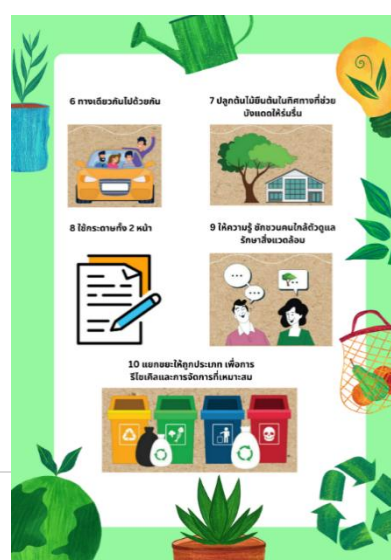 6 ทางเดียวกันไปด้วยกัน
7 ปลูกต้นไม้ยืนต้นในทิศทางที่ช่วย
บังแดดให้ร่มรื่น
8 ใช้กระดาษทั้ง 2 หน้า
9 ให้ความรู้ ชักชวนคนใกล้ตัวดูแล
รักษาสิ่งแวดล้อม
10 แยกขยะให้ถูกประเภท เพื่อการ
รีไซเคิลและการจัดการที่เหมาะสม